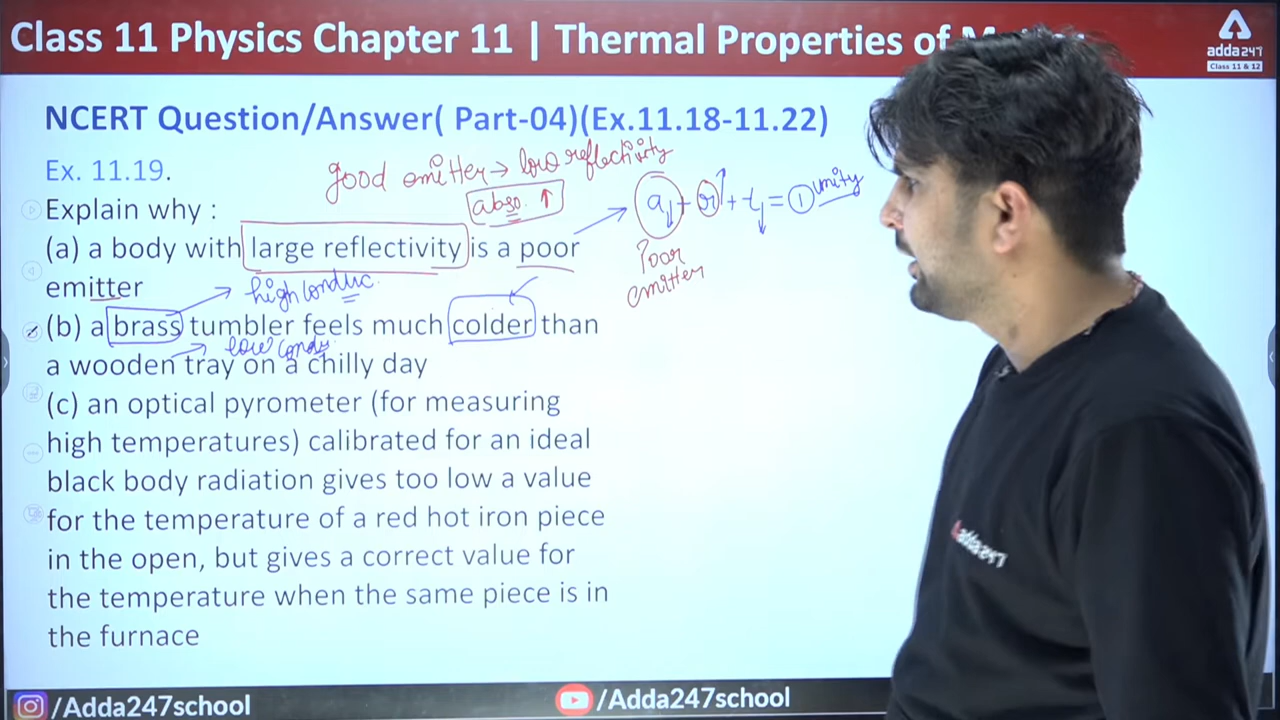 Class 11 Physics Chapter 11 | Thermal Properties of
adda247
Class 11 & 12
NCERT Question/Answer( Part-04)(Ex.11.18-11.22)
Ex. 11.19.
good emitter → low reflectivity
abso. ↑
a↓ + r↑ + t↓ = 1 unity
Poor
emitter
Explain why :
(a) a body with large reflectivity is a poor
emitter
high conduc.
(b) a brass tumbler feels much colder than
low condu.
a wooden tray on a chilly day
(c) an optical pyrometer (for measuring
high temperatures) calibrated for an ideal
black body radiation gives too low a value
for the temperature of a red hot iron piece
in the open, but gives a correct value for
the temperature when the same piece is in
the furnace
adda247
/Adda247school
/Adda247school